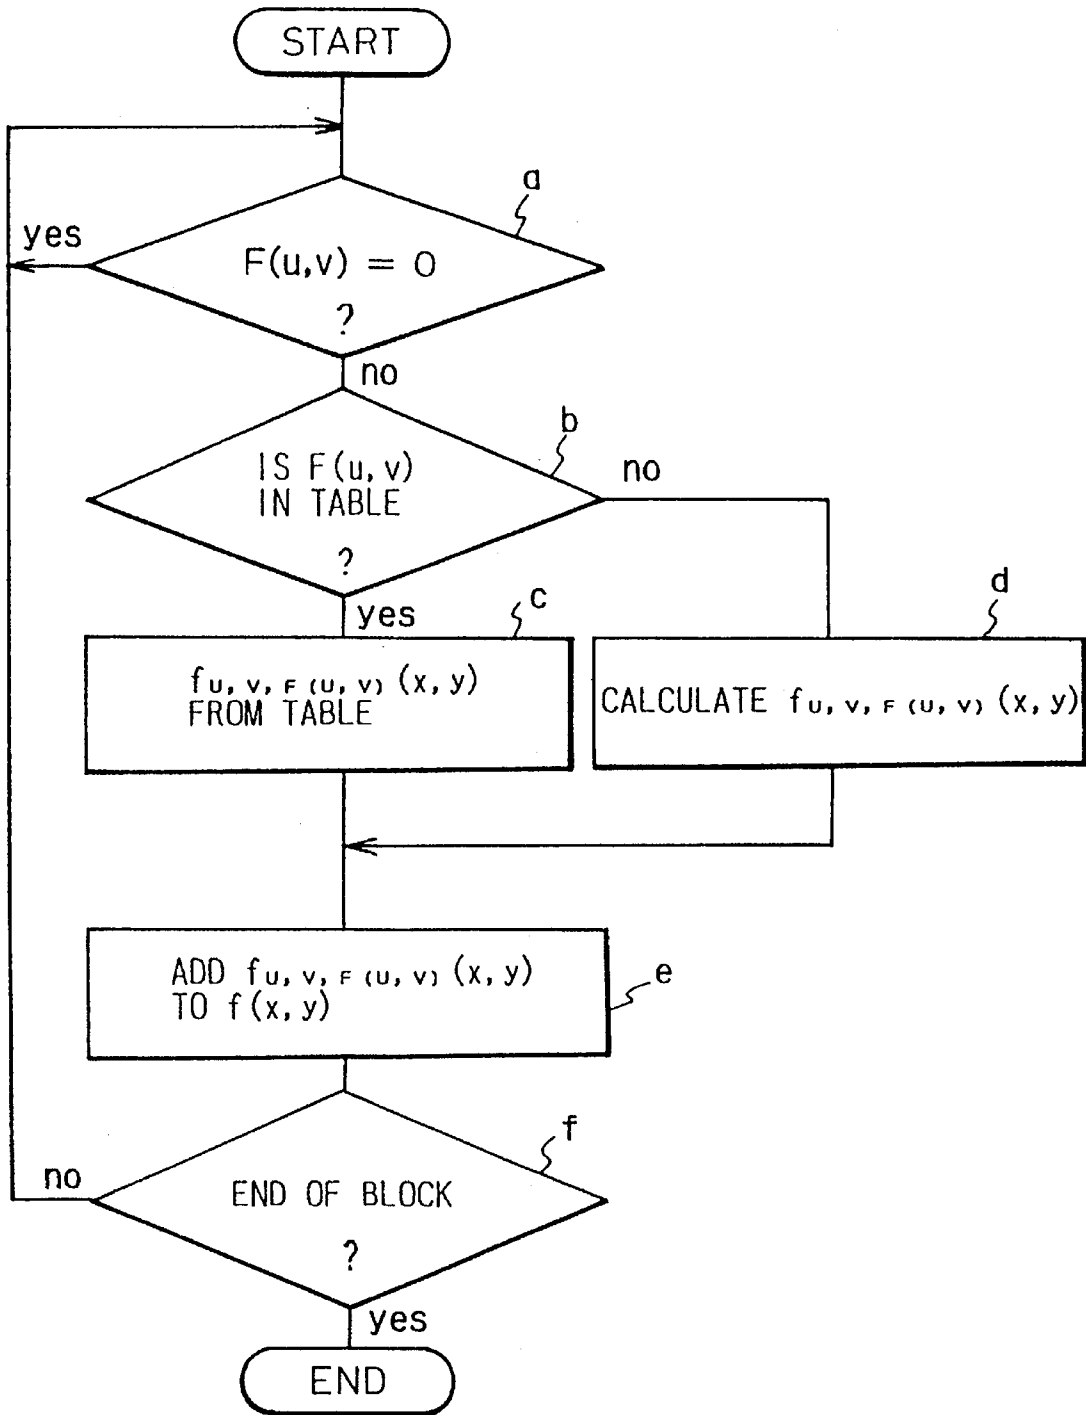 START
a
yes
F(u,v) = 0
?
no
b
IS F(u, v)
IN TABLE
?
no
yes
c
d
fU, V, F (U, V) (x, y)
FROM TABLE
CALCULATE fU, V, F (U, V) (x, y)
ADD fU, V, F (U, V) (x, y)
TO f(x, y)
e
f
no
END OF BLOCK
?
yes
END